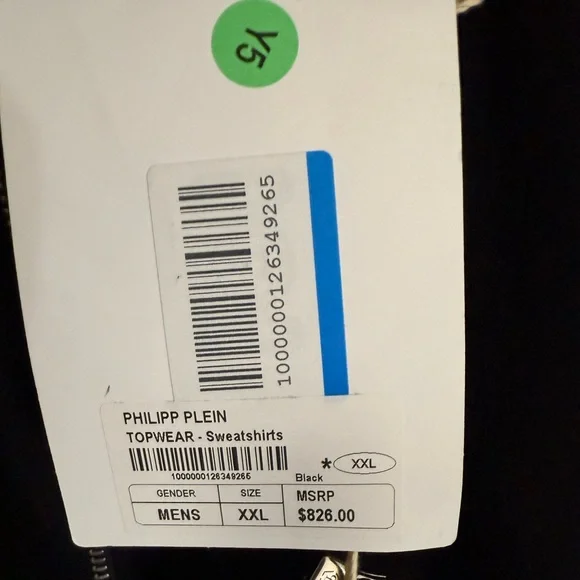 Y5
1000000126349265
PHILIPP PLEIN
TOPWEAR - Sweatshirts
1000000126349265
* XXL
Black
GENDER SIZE MSRP
MENS XXL $826.00